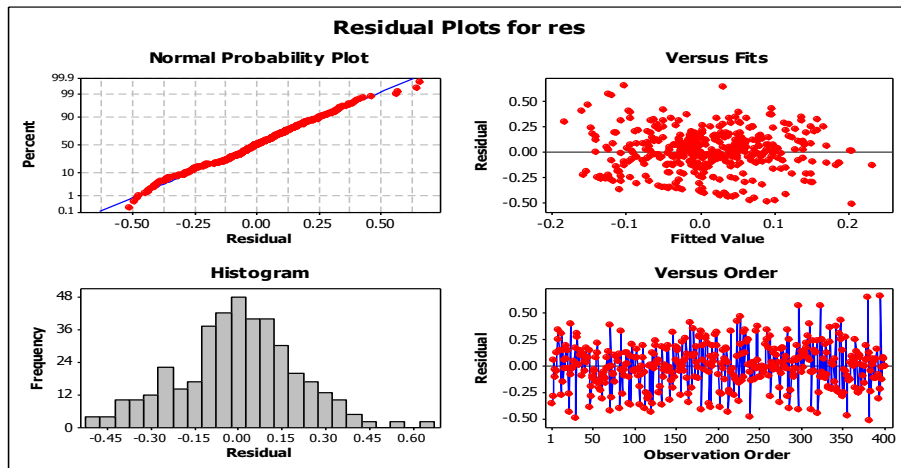 Residual Plots for res
Normal Probability Plot
99.9
99
90
50
10
1
0.1
Percent
-0.50 -0.25 0.00 0.25 0.50
Residual
Versus Fits
0.50
0.25
0.00
-0.25
-0.50
Residual
-0.2 -0.1 0.0 0.1 0.2
Fitted Value
Histogram
48
36
24
12
0
Frequency
-0.45 -0.30 -0.15 0.00 0.15 0.30 0.45 0.60
Residual
Versus Order
0.50
0.25
0.00
-0.25
-0.50
Residual
1 50 100 150 200 250 300 350 400
Observation Order